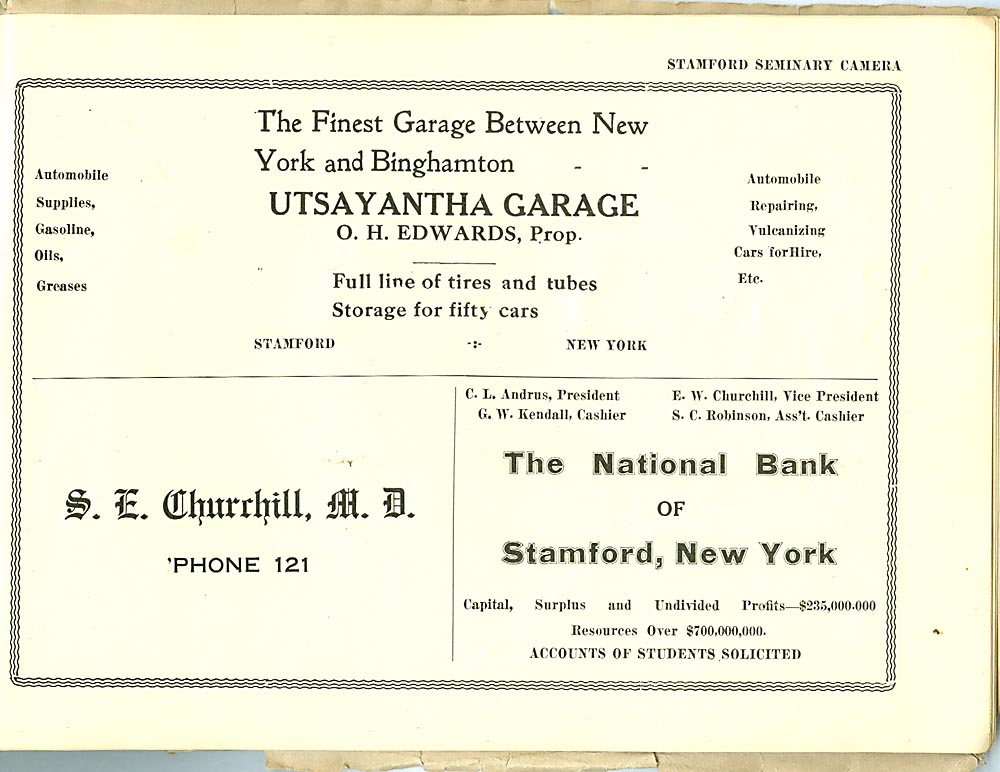 STAMFORD SEMINARY CAMERA
The Finest Garage Between New
York and Binghamton - -
UTSAYANTHA GARAGE
O. H. EDWARDS, Prop.
Automobile
Supplies,
Gasoline,
Oils,
Greases
Full line of tires and tubes
Storage for fifty cars
Automobile
Repairing,
Vulcanizing
Cars for Hire,
Etc.
STAMFORD -:- NEW YORK
S. E. Churchill, M. D.
'PHONE 121
C. L. Andrus, President E. W. Churchill, Vice President
G. W. Kendall, Cashier S. C. Robinson, Ass't. Cashier
The National Bank
OF
Stamford, New York
Capital, Surplus and Undivided Profits—$235,000.000
Resources Over $700,000,000.
ACCOUNTS OF STUDENTS SOLICITED